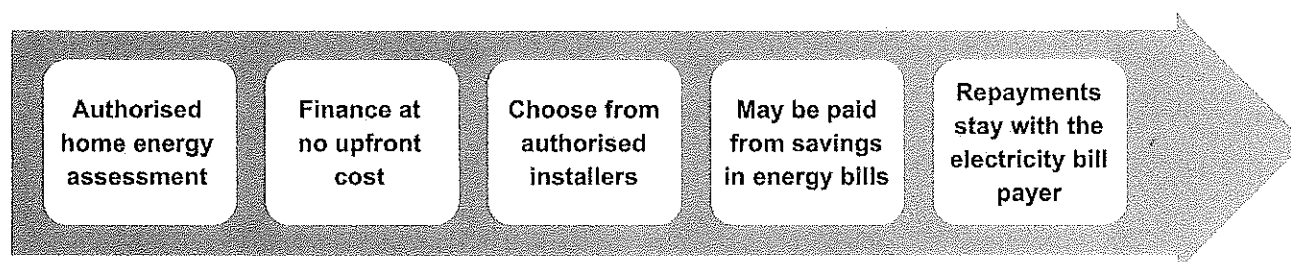 Authorised
home energy
assessment
Finance at
no upfront
cost
Choose from
authorised
installers
May be paid
from savings
in energy bills
Repayments
stay with the
electricity bill
payer